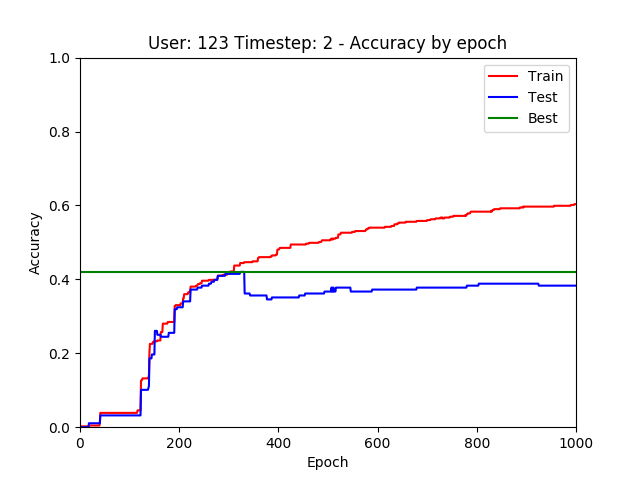 User: 123 Timestep: 2 - Accuracy by epoch
1.0
0.8
0.6
0.4
0.2
0.0
Accuracy
Train
Test
Best
0 200 400 600 800 1000
Epoch